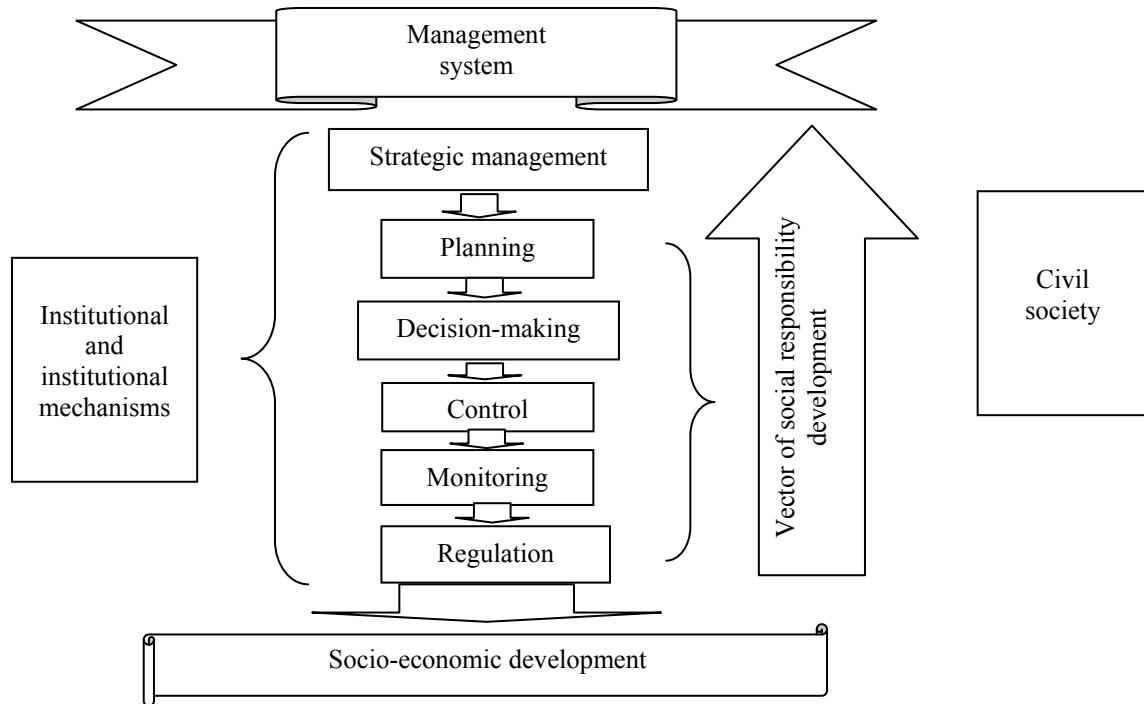 Management
system
Strategic management
Planning
Decision-making
Control
Monitoring
Regulation
Institutional
and
institutional
mechanisms
Vector of social responsibility
development
Civil
society
Socio-economic development